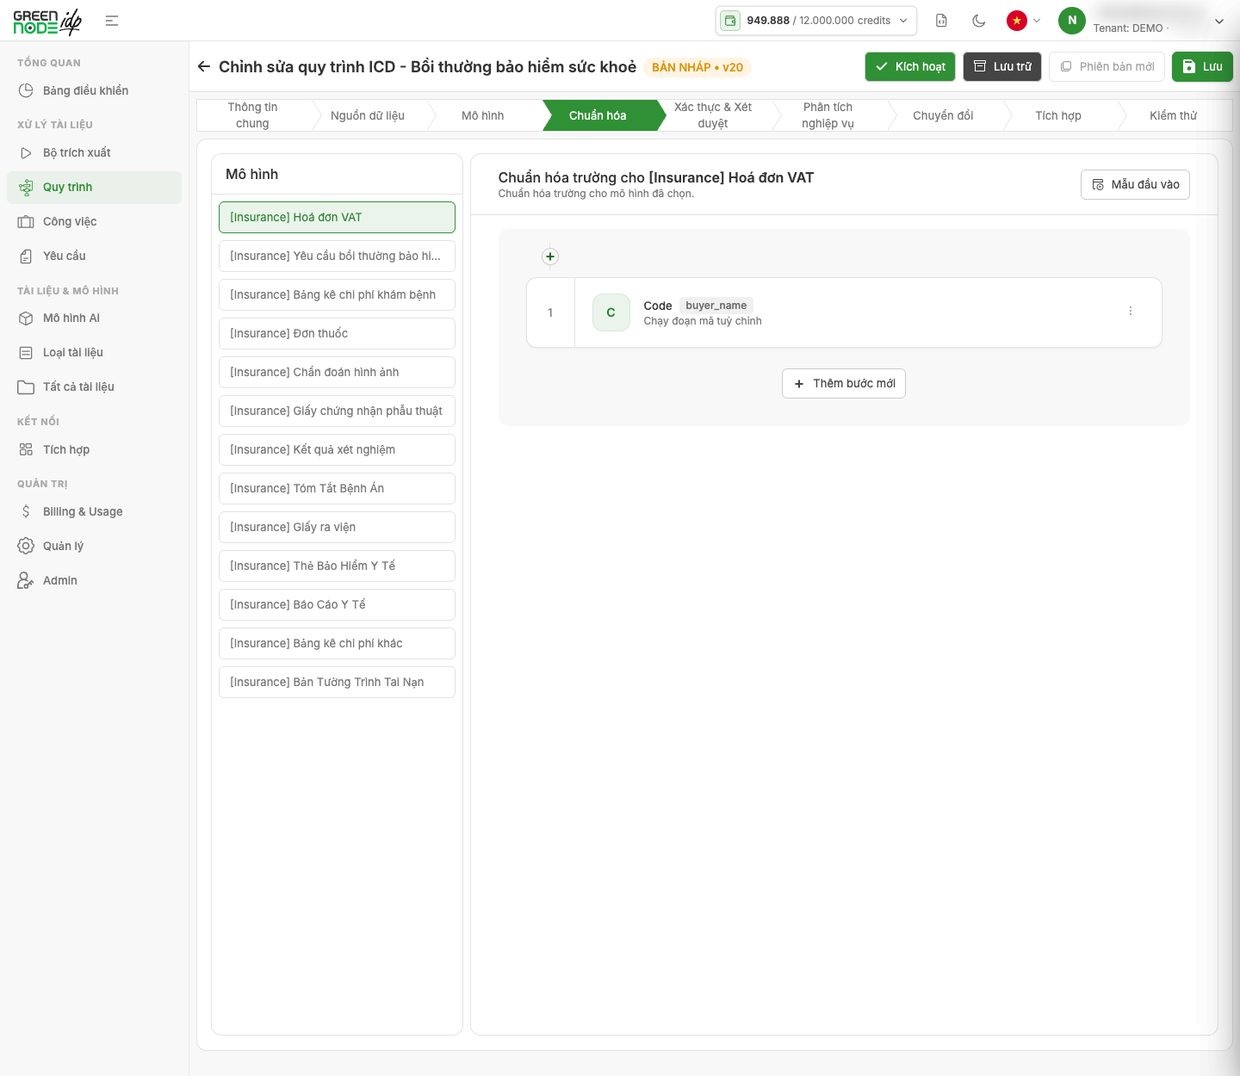 GREEN
NODE idp
949.888 / 12.000.000 credits
N
Tenant: DEMO -
TỔNG QUAN
Bảng điều khiển
XỬ LÝ TÀI LIỆU
Bộ trích xuất
Quy trình
Công việc
Yêu cầu
TÀI LIỆU & MÔ HÌNH
Mô hình AI
Loại tài liệu
Tất cả tài liệu
KẾT NỐI
Tích hợp
QUẢN TRỊ
Billing & Usage
Quản lý
Admin
Chỉnh sửa quy trình ICD - Bồi thường bảo hiểm sức khoẻ
BẢN NHÁP • v20
Kích hoạt
Lưu trữ
Phiên bản mới
Lưu
Thông tin chung
Nguồn dữ liệu
Mô hình
Chuẩn hóa
Xác thực & Xét duyệt
Phân tích nghiệp vụ
Chuyển đổi
Tích hợp
Kiểm thử
Mô hình
[Insurance] Hoá đơn VAT
[Insurance] Yêu cầu bồi thường bảo hi...
[Insurance] Bảng kê chi phí khám bệnh
[Insurance] Đơn thuốc
[Insurance] Chẩn đoán hình ảnh
[Insurance] Giấy chứng nhận phẫu thuật
[Insurance] Kết quả xét nghiệm
[Insurance] Tóm Tắt Bệnh Án
[Insurance] Giấy ra viện
[Insurance] Thẻ Bảo Hiểm Y Tế
[Insurance] Báo Cáo Y Tế
[Insurance] Bảng kê chi phí khác
[Insurance] Bản Tường Trình Tai Nạn
Chuẩn hóa trường cho [Insurance] Hoá đơn VAT
Chuẩn hóa trường cho mô hình đã chọn.
Mẫu đầu vào
1
C
Code buyer_name
Chạy đoạn mã tuỳ chỉnh
Thêm bước mới